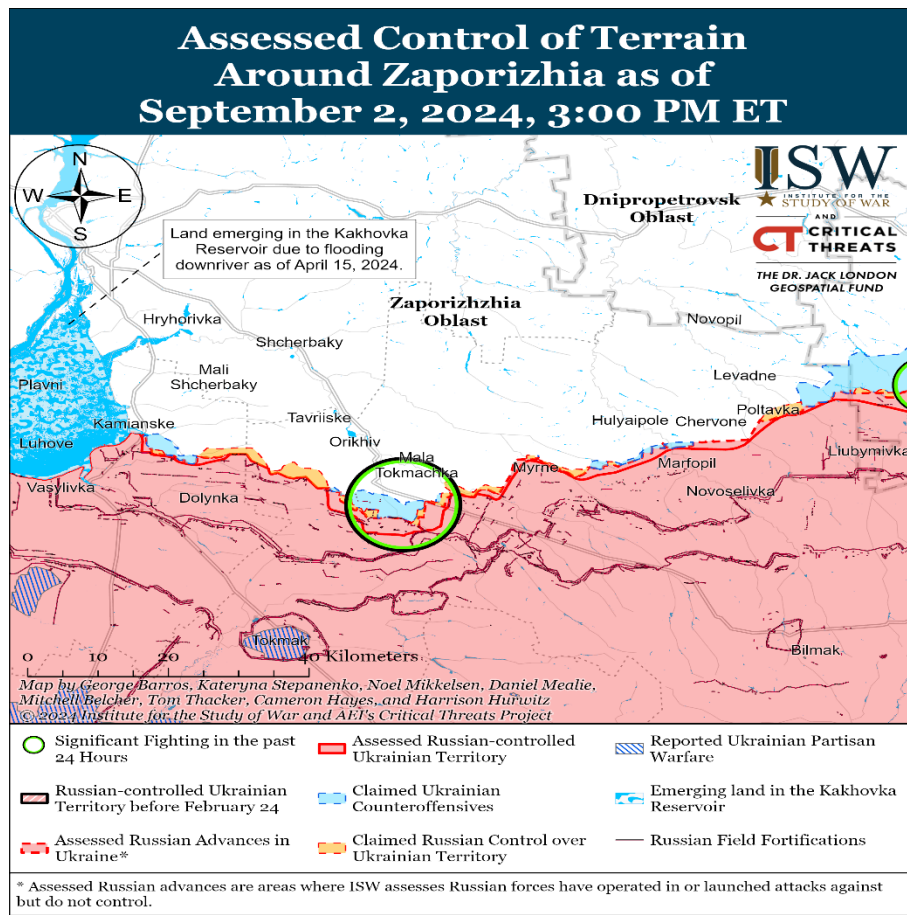 Assessed Control of Terrain
Around Zaporizhia as of
September 2, 2024, 3:00 PM ET
N
W E
S
ISW
INSTITUTE FOR THE
STUDY OF WAR
AND
CT CRITICAL
THREATS
THE DR. JACK LONDON
GEOSPATIAL FUND
Dnipropetrovsk
Oblast
Land emerging in the Kakhovka
Reservoir due to flooding
downriver as of April 15, 2024.
Zaporizhzhia
Oblast
Hryhorivka
Novopil
Shcherbaky
Mali
Shcherbaky
Levadne
Plavni
Tavriiske
Poltavka
Kamianske
Hulyaipole
Chervone
Orikhiv
Luhove
Mala
Tokmachka
Myrne
Marfopil
Liubymivka
Vasylivka
Dolynka
Novoselivka
Tokmak
Bilmak
0 10 20 40 Kilometers
Map by George Barros, Kateryna Stepanenko, Noel Mikkelsen, Daniel Mealie,
Mitchell Belcher, Tom Thacker, Cameron Hayes, and Harrison Hurwitz
© 2024 Institute for the Study of War and AEI's Critical Threats Project
Significant Fighting in the past
24 Hours
Assessed Russian-controlled
Ukrainian Territory
Reported Ukrainian Partisan
Warfare
Russian-controlled Ukrainian
Territory before February 24
Claimed Ukrainian
Counteroffensives
Emerging land in the Kakhovka
Reservoir
Assessed Russian Advances in
Ukraine*
Claimed Russian Control over
Ukrainian Territory
Russian Field Fortifications
* Assessed Russian advances are areas where ISW assesses Russian forces have operated in or launched attacks against
but do not control.